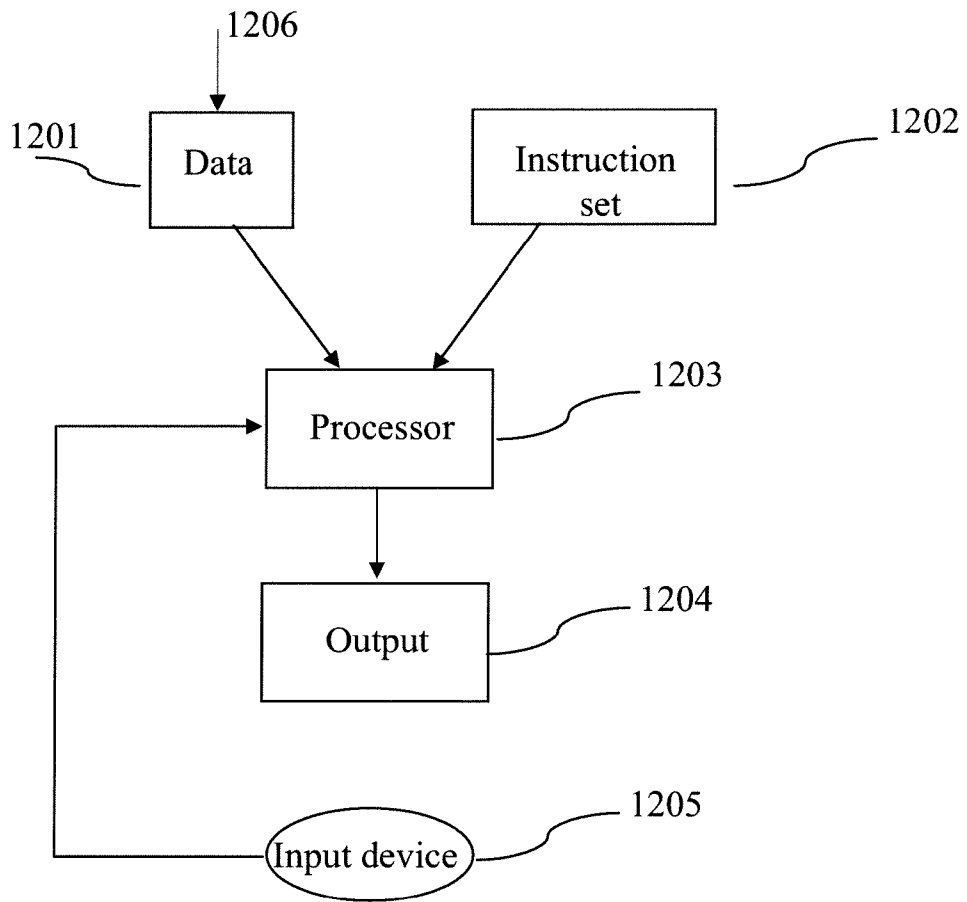 1206
1201
1202
Data
Instruction
set
1203
Processor
1204
Output
1205
Input device